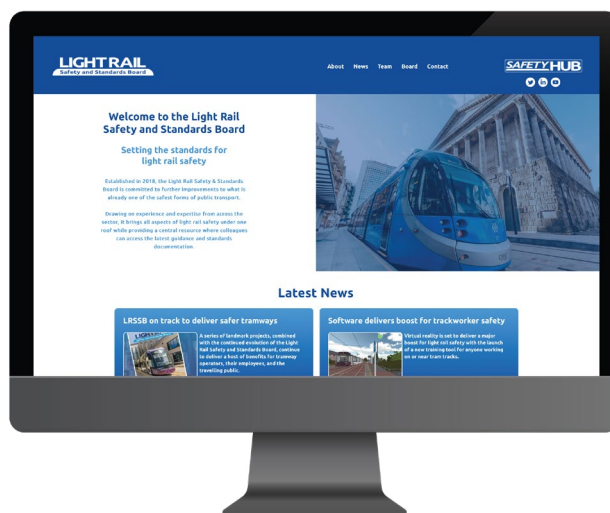 LIGHT RAIL
Safety and Standards Board
About News Team Board Contact
SAFETY HUB
Welcome to the Light Rail
Safety and Standards Board
Setting the standards for
light rail safety
Established in 2018, the Light Rail Safety & Standards
Board is committed to further improvements to what is
already one of the safest forms of public transport.
Drawing on experience and expertise from across the
sector, it brings all aspects of light rail safety under one
roof while providing a central resource where colleagues
can access the latest guidance and standards
documentation.
Latest News
LRSSB on track to deliver safer tramways
A series of landmark projects, combined
with the continued evolution of the Light
Rail Safety and Standards Board, continue
to deliver a host of benefits for tramway
operators, their employees, and the
travelling public.
Software delivers boost for trackworker safety
Virtual reality is set to deliver a major
boost for light rail safety with the launch
of a new training tool for anyone working
on or near tram tracks.